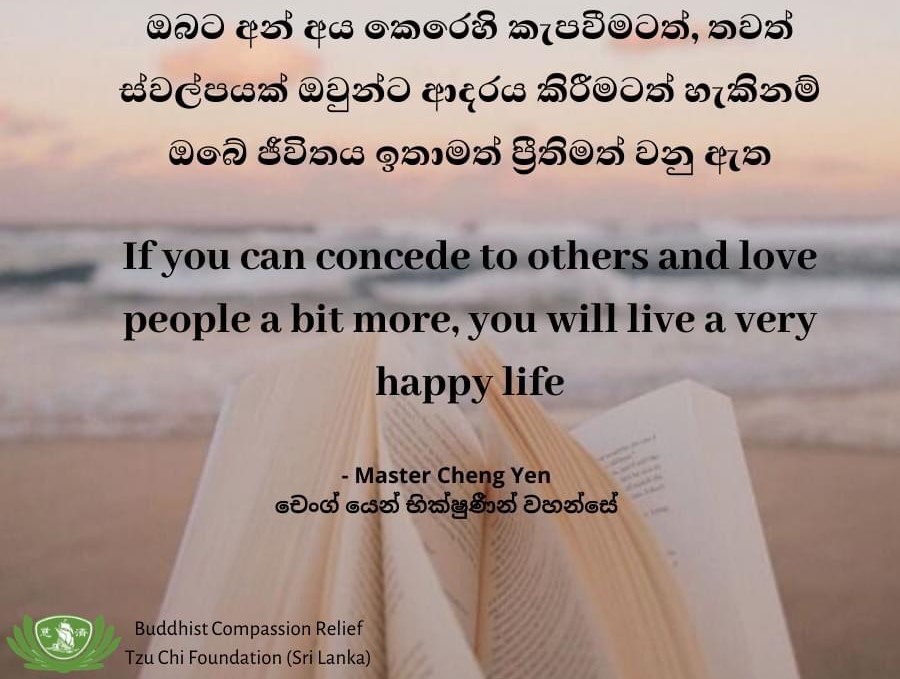 ඔබට අන් අය කෙරෙහි කැපවීමටත්, තවත්
ස්වල්පයක් ඔවුන්ට ආදරය කිරීමටත් හැකිනම්
ඔබේ ජීවිතය ඉතාමත් ප්‍රීතිමත් වනු ඇත
If you can concede to others and love
people a bit more, you will live a very
happy life
- Master Cheng Yen
චෙංග් යෙන් භික්ෂුණීන් වහන්සේ
慈 濟
Buddhist Compassion Relief
Tzu Chi Foundation (Sri Lanka)